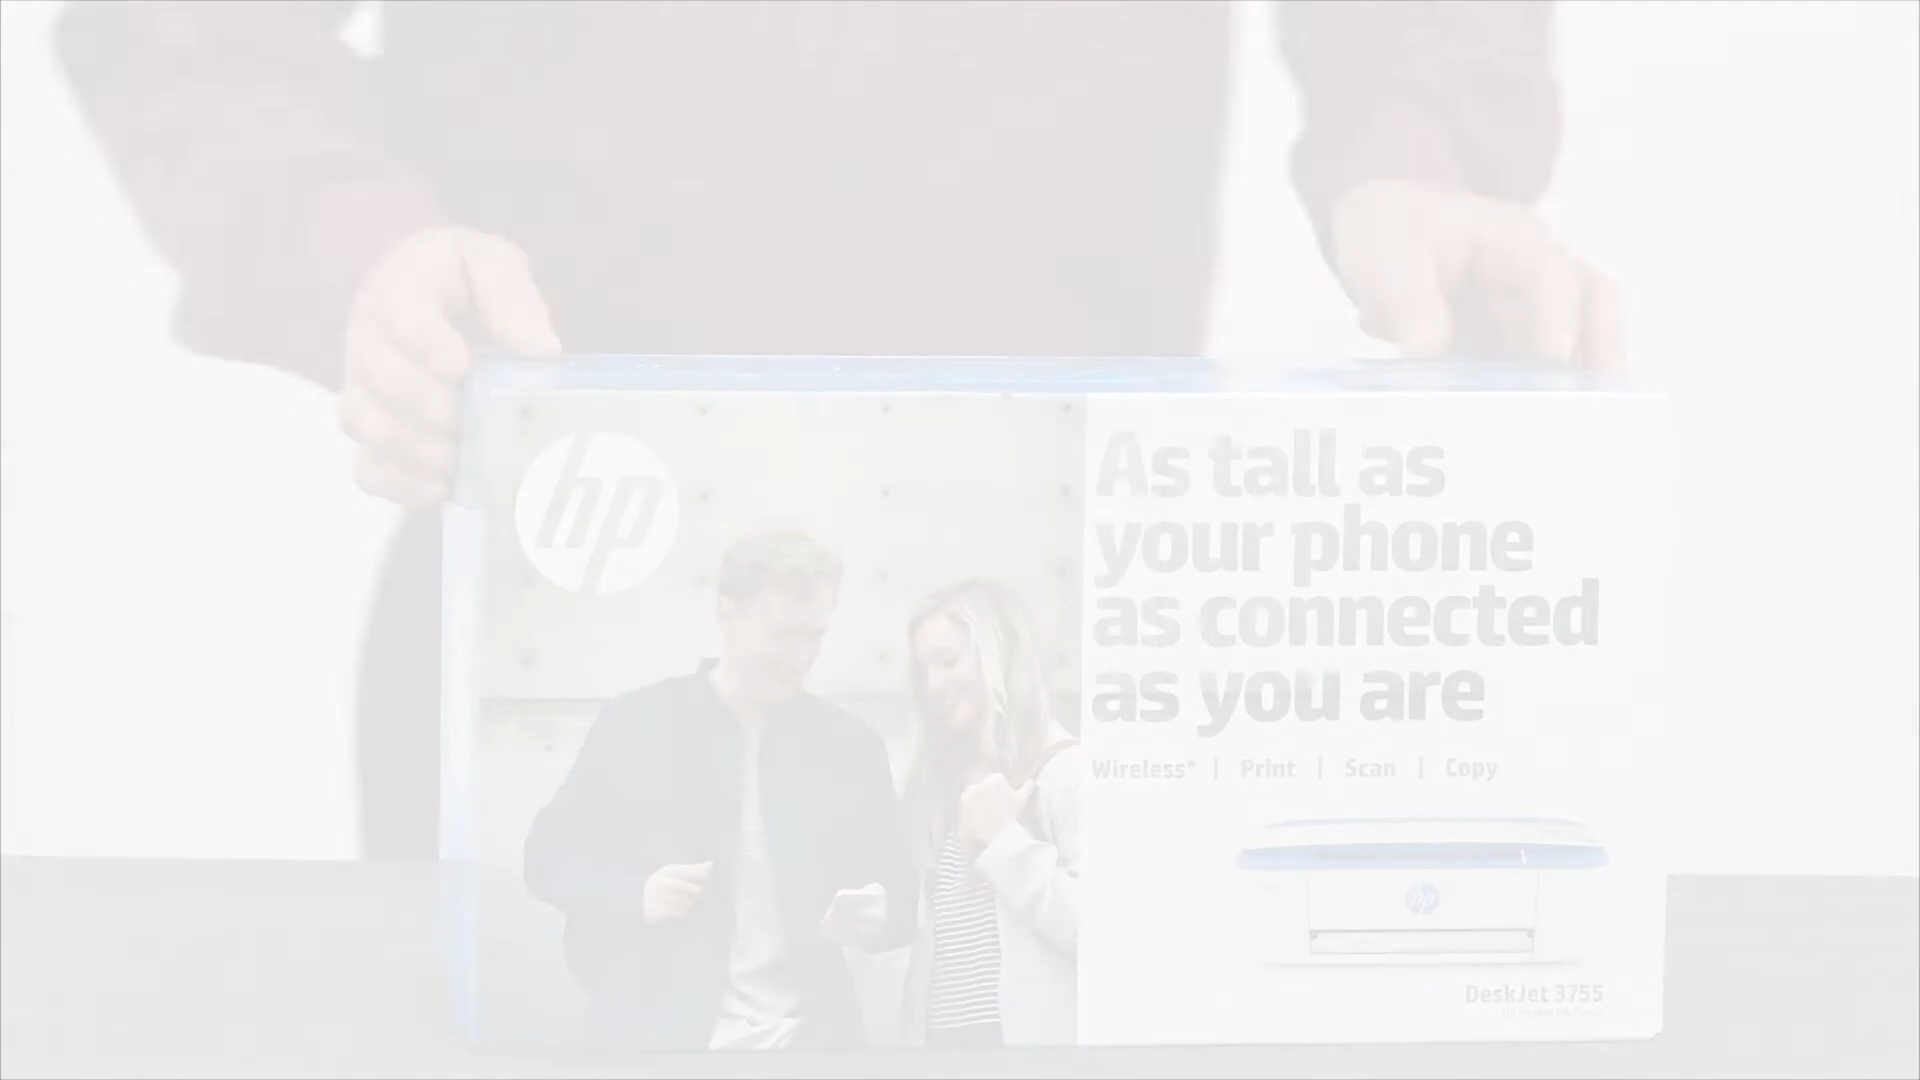 hp
As tall as
your phone
as connected
as you are
Wireless* | Print | Scan | Copy
hp
DeskJet 3755